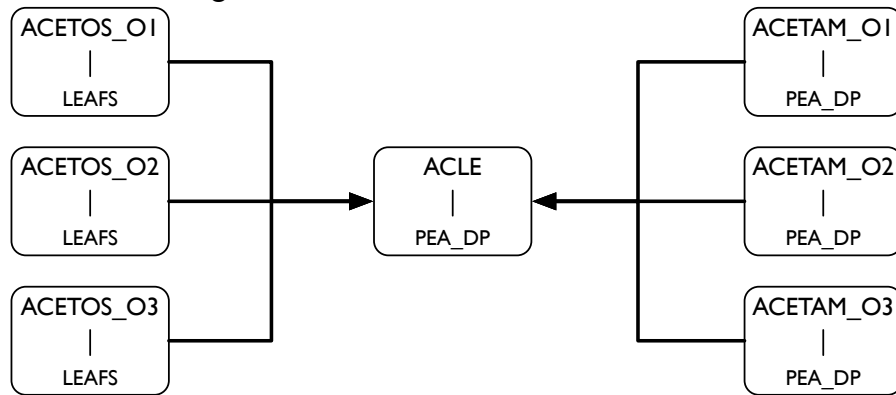 ACETOS_O1
|
LEAFS
ACETOS_O2
|
LEAFS
ACETOS_O3
|
LEAFS
ACLE
|
PEA_DP
ACETAM_O1
|
PEA_DP
ACETAM_O2
|
PEA_DP
ACETAM_O3
|
PEA_DP